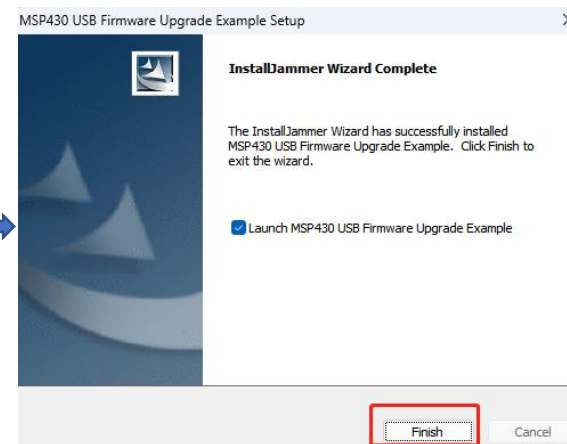 MSP430 USB Firmware Upgrade Example Setup
InstallJammer Wizard Complete
The InstallJammer Wizard has successfully installed
MSP430 USB Firmware Upgrade Example. Click Finish to
exit the wizard.
Launch MSP430 USB Firmware Upgrade Example
Finish
Cancel